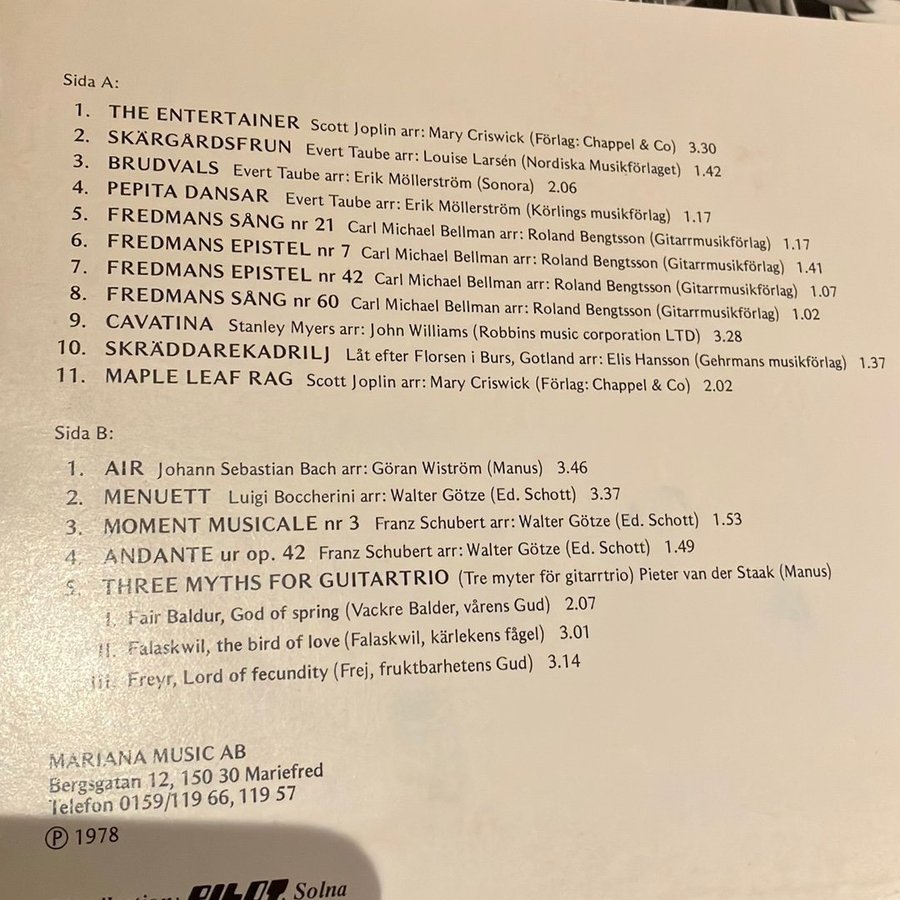 Sida A:
1. THE ENTERTAINER Scott Joplin arr: Mary Criswick (Förlag: Chappel & Co) 3.30
2. SKÄRGÅRDSFRUN Evert Taube arr: Louise Larsén (Nordiska Musikförlaget) 1.42
3. BRUDVALS Evert Taube arr: Erik Möllerström (Sonora) 2.06
4. PEPITA DANSAR Evert Taube arr: Erik Möllerström (Körlings musikförlag) 1.17
5. FREDMANS SÅNG nr 21 Carl Michael Bellman arr: Roland Bengtsson (Gitarrmusikförlag) 1.17
6. FREDMANS EPISTEL nr 7 Carl Michael Bellman arr: Roland Bengtsson (Gitarrmusikförlag) 1.41
7. FREDMANS EPISTEL nr 42 Carl Michael Bellman arr: Roland Bengtsson (Gitarrmusikförlag) 1.07
8. FREDMANS SÅNG nr 60 Carl Michael Bellman arr: Roland Bengtsson (Gitarrmusikförlag) 1.02
9. CAVATINA Stanley Myers arr: John Williams (Robbins music corporation LTD) 3.28
10. SKRÄDDAREKADRILJ Låt efter Florsen i Burs, Gotland arr: Elis Hansson (Gehrmans musikförlag) 1.37
11. MAPLE LEAF RAG Scott Joplin arr: Mary Criswick (Förlag: Chappel & Co) 2.02
Sida B:
1. AIR Johann Sebastian Bach arr: Göran Wiström (Manus) 3.46
2. MENUETT Luigi Boccherini arr: Walter Götze (Ed. Schott) 3.37
3. MOMENT MUSICALE nr 3 Franz Schubert arr: Walter Götze (Ed. Schott) 1.53
4. ANDANTE ur op. 42 Franz Schubert arr: Walter Götze (Ed. Schott) 1.49
5. THREE MYTHS FOR GUITARTRIO (Tre myter för gitarrtrio) Pieter van der Staak (Manus)
I. Fair Baldur, God of spring (Vackre Balder, vårens Gud) 2.07
II. Falaskwil, the bird of love (Falaskwil, kärlekens fågel) 3.01
III. Freyr, Lord of fecundity (Frej, fruktbarhetens Gud) 3.14
MARIANA MUSIC AB
Bergsgatan 12, 150 30 Mariefred
Telefon 0159/119 66, 119 57
Ⓟ 1978
PILOT, Solna